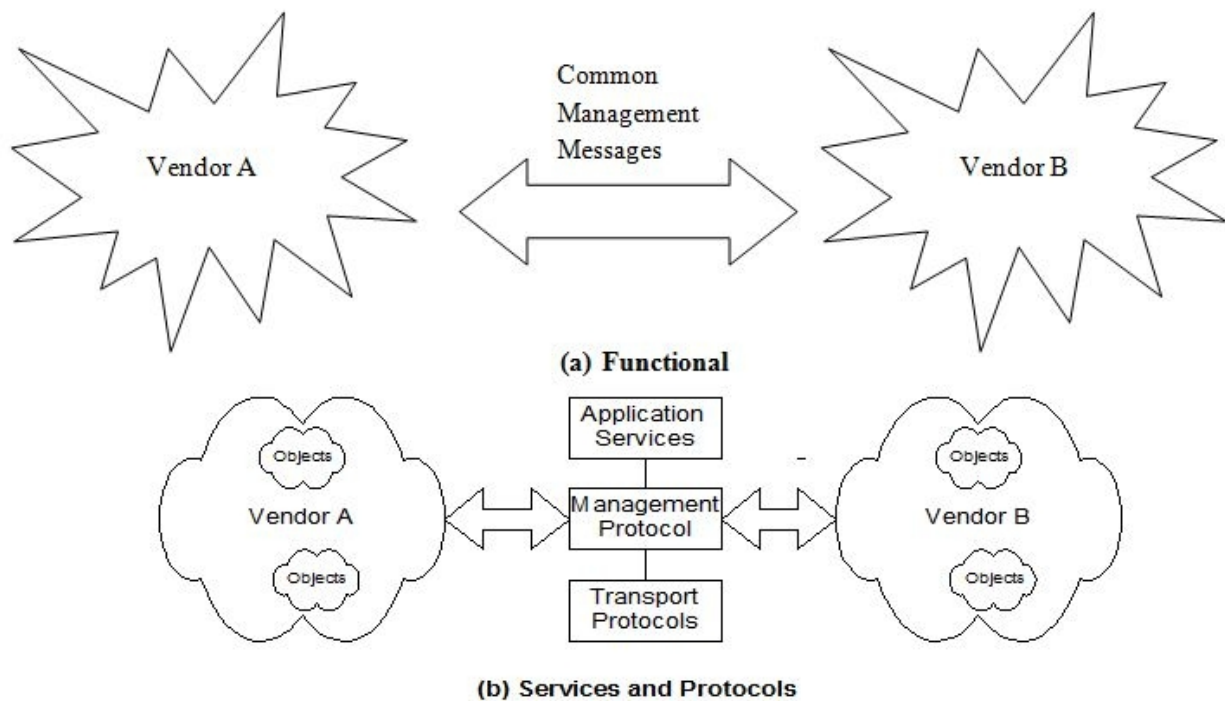 Common
Management
Messages
Vendor A
Vendor B
(a) Functional
Application
Services
Objects
Objects
Vendor A
Management
Protocol
Vendor B
Objects
Objects
Transport
Protocols
(b) Services and Protocols